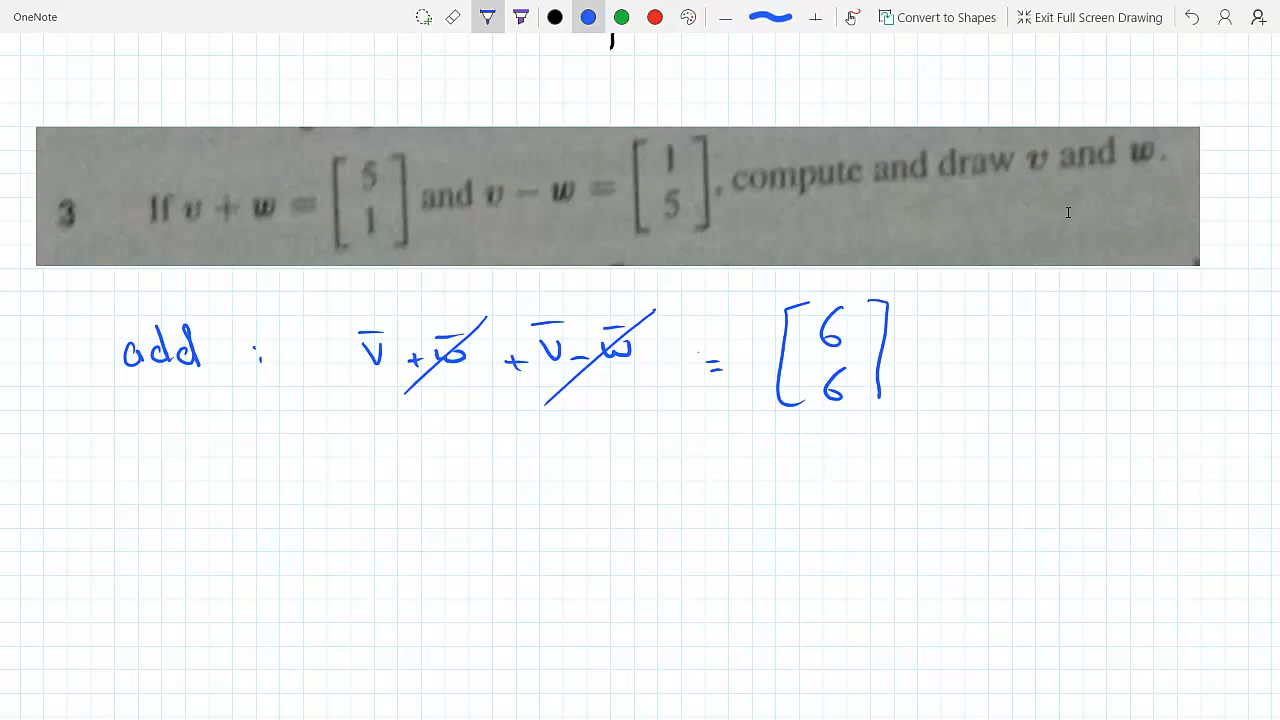 OneNote
Convert to Shapes Exit Full Screen Drawing
3 If v + w = [5 1] and v − w = [1 5], compute and draw v and w.
add : v̅ + w̅ + v̅ − w̅ = [6 6]